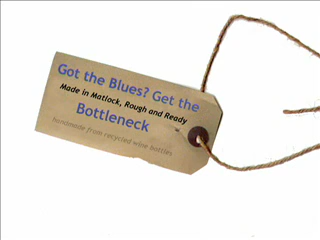 Got the Blues? Get the
Made in Matlock, Rough and Ready
Bottleneck
handmade from recycled wine bottles